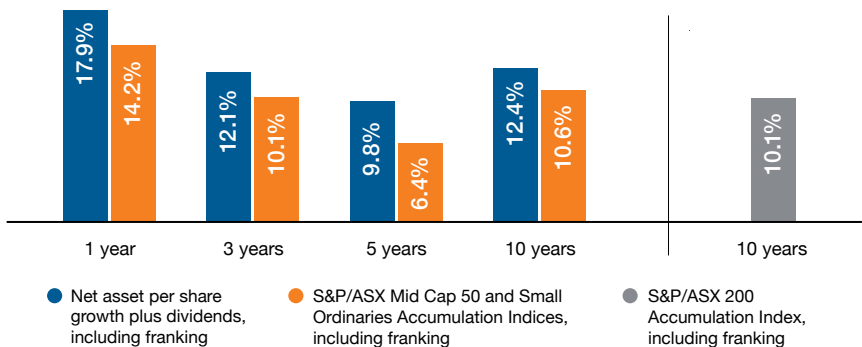 17.9%
14.2%
12.1%
10.1%
9.8%
6.4%
12.4%
10.6%
10.1%
1 year
3 years
5 years
10 years
10 years
Net asset per share
growth plus dividends,
including franking
S&P/ASX Mid Cap 50 and Small
Ordinaries Accumulation Indices,
including franking
S&P/ASX 200
Accumulation Index,
including franking